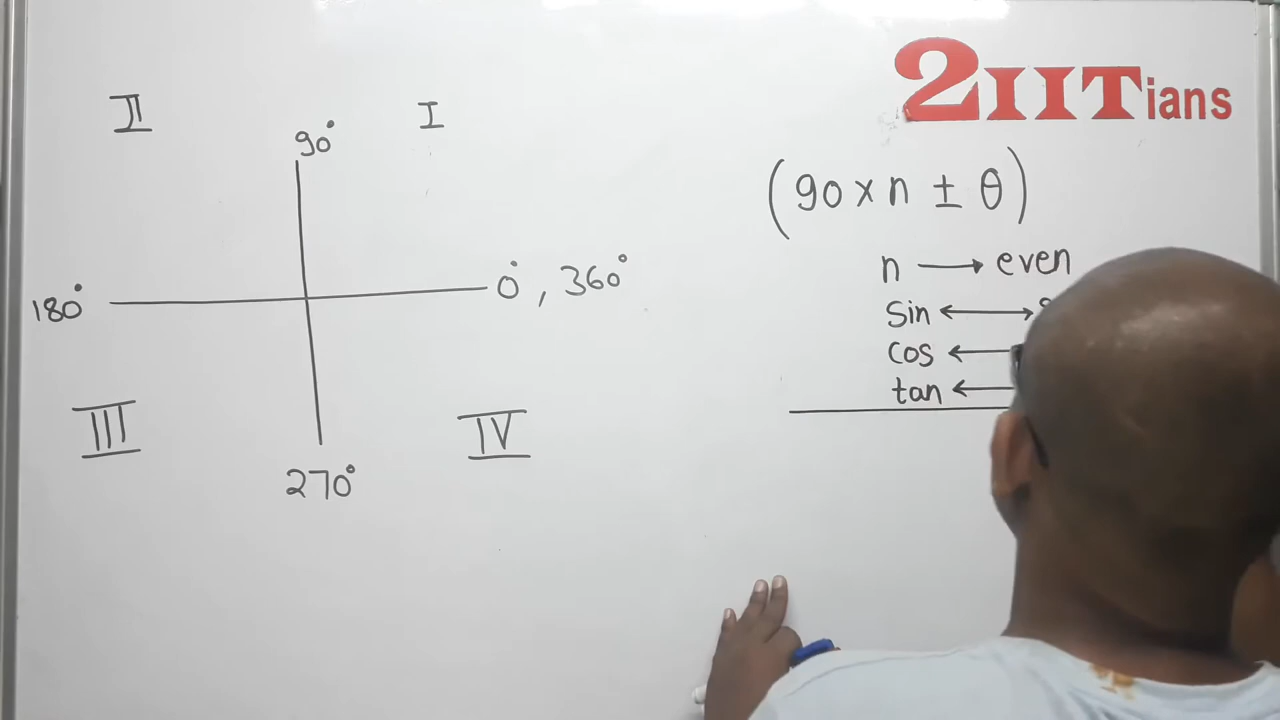 2IITians
II
I
90°
(90 × n ± θ)
n → even
180°
0°, 360°
sin ↔
cos ←
tan ←
III
IV
270°